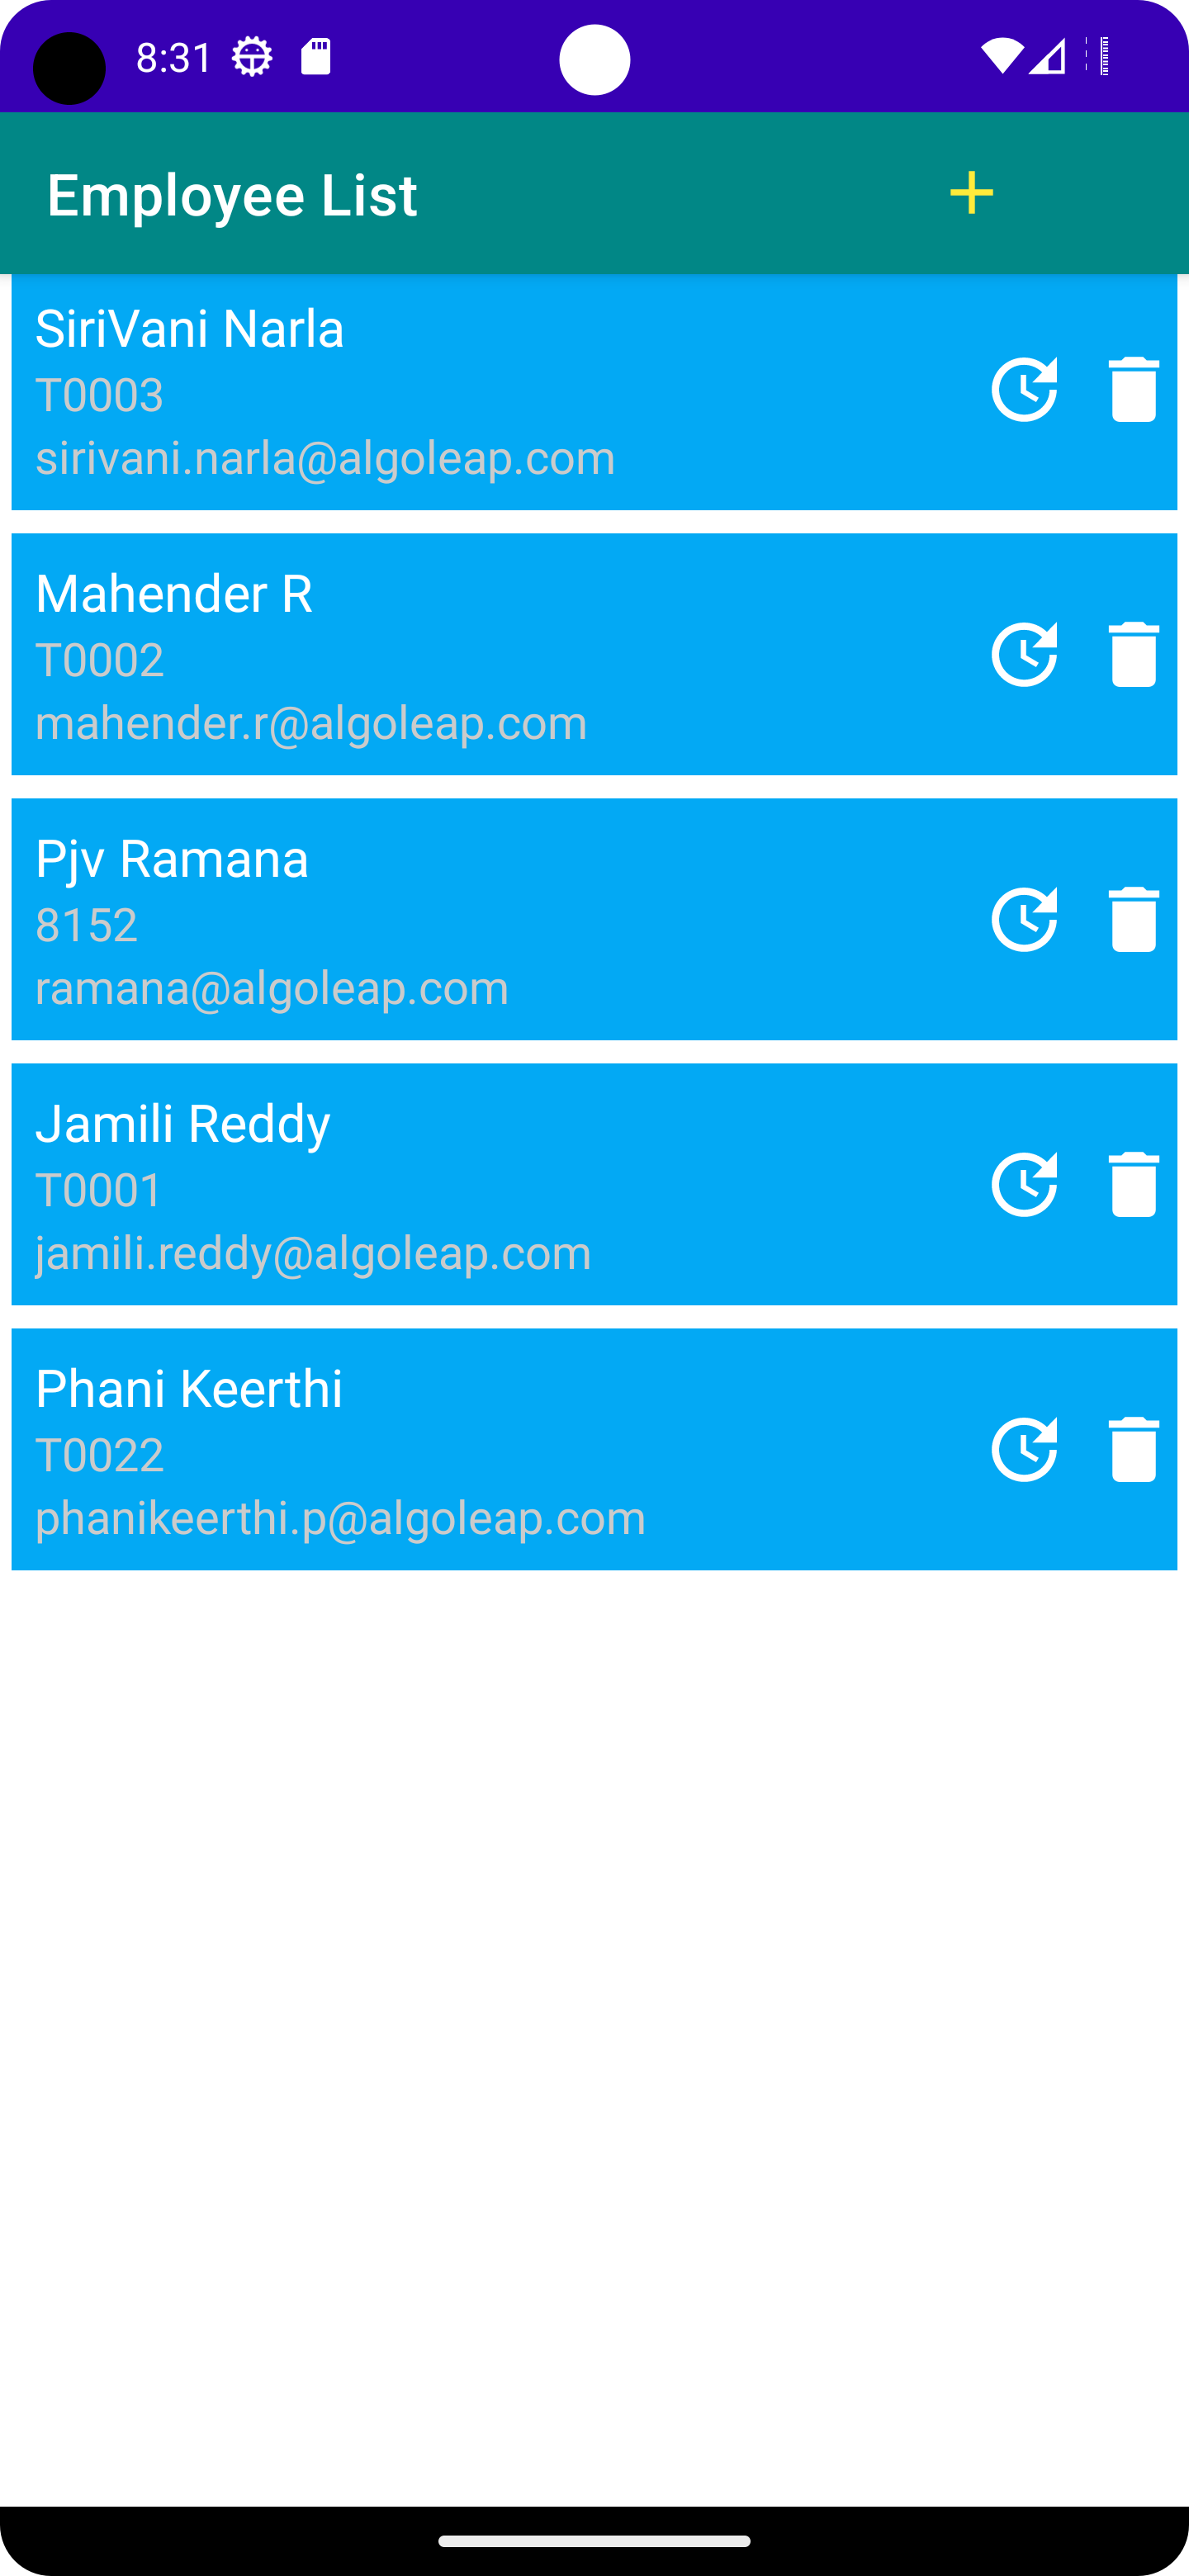 8:31
Employee List
SiriVani Narla
T0003
sirivani.narla@algoleap.com
Mahender R
T0002
mahender.r@algoleap.com
Pjv Ramana
8152
ramana@algoleap.com
Jamili Reddy
T0001
jamili.reddy@algoleap.com
Phani Keerthi
T0022
phanikeerthi.p@algoleap.com